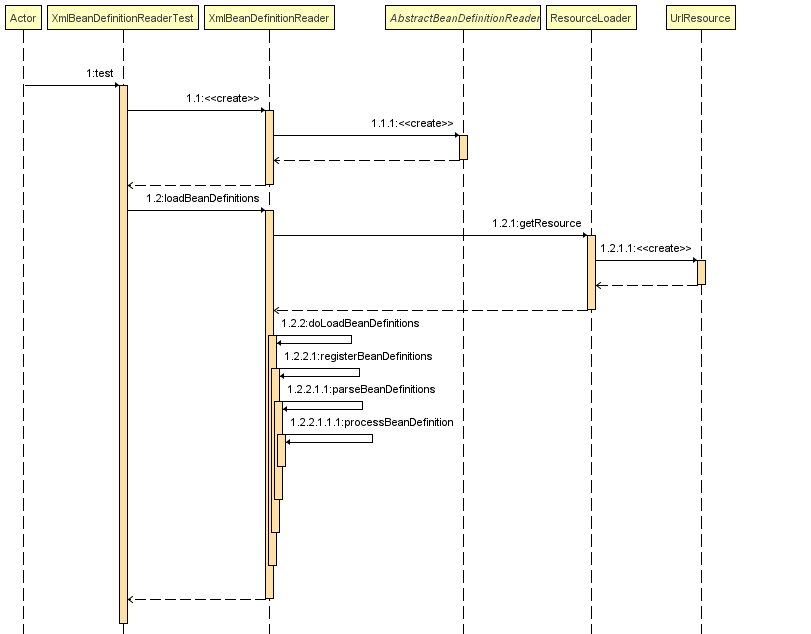 Actor
XmlBeanDefinitionReaderTest
XmlBeanDefinitionReader
AbstractBeanDefinitionReader
ResourceLoader
UrlResource
1:test
1.1:<<create>>
1.1.1:<<create>>
1.2:loadBeanDefinitions
1.2.1:getResource
1.2.1.1:<<create>>
1.2.2:doLoadBeanDefinitions
1.2.2.1:registerBeanDefinitions
1.2.2.1.1:parseBeanDefinitions
1.2.2.1.1.1:processBeanDefinition